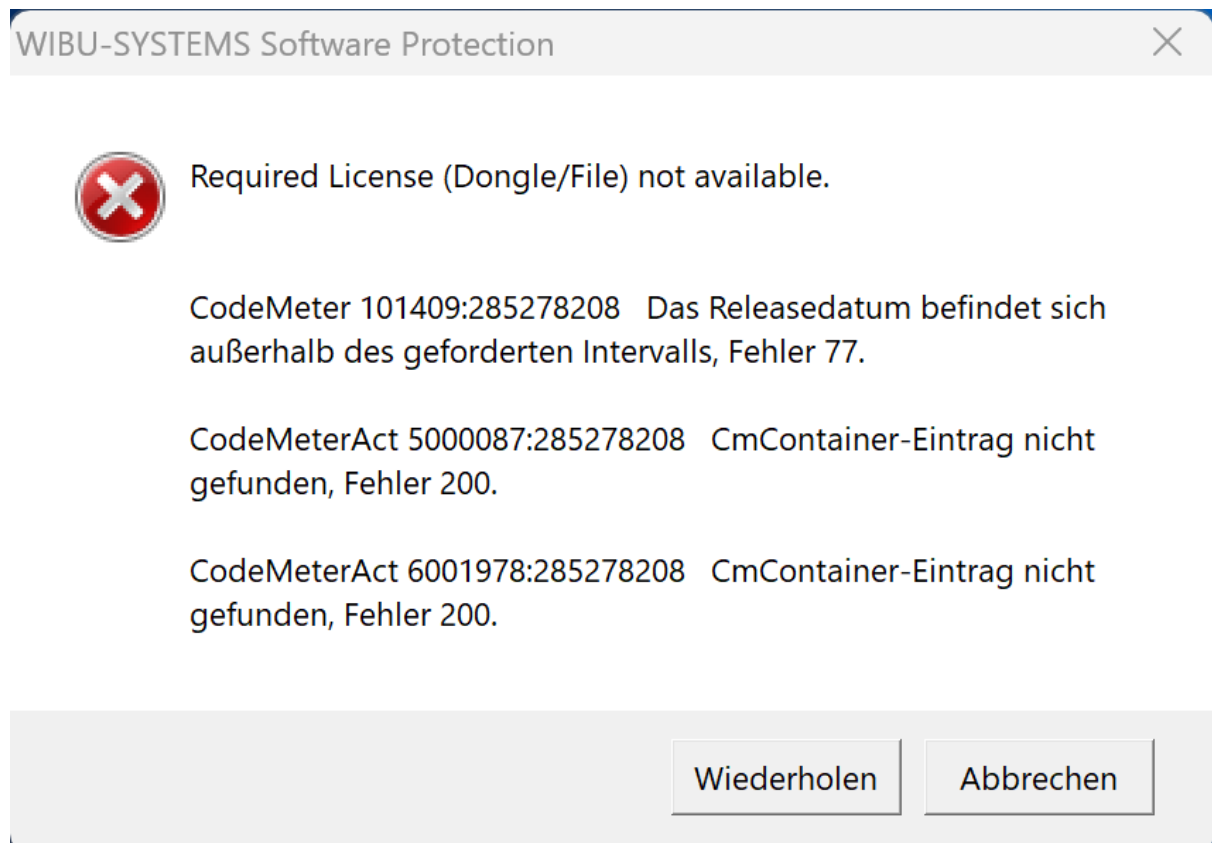 WIBU-SYSTEMS Software Protection
Required License (Dongle/File) not available.
CodeMeter 101409:285278208   Das Releasedatum befindet sich
außerhalb des geforderten Intervalls, Fehler 77.
CodeMeterAct 5000087:285278208   CmContainer-Eintrag nicht
gefunden, Fehler 200.
CodeMeterAct 6001978:285278208   CmContainer-Eintrag nicht
gefunden, Fehler 200.
Wiederholen Abbrechen